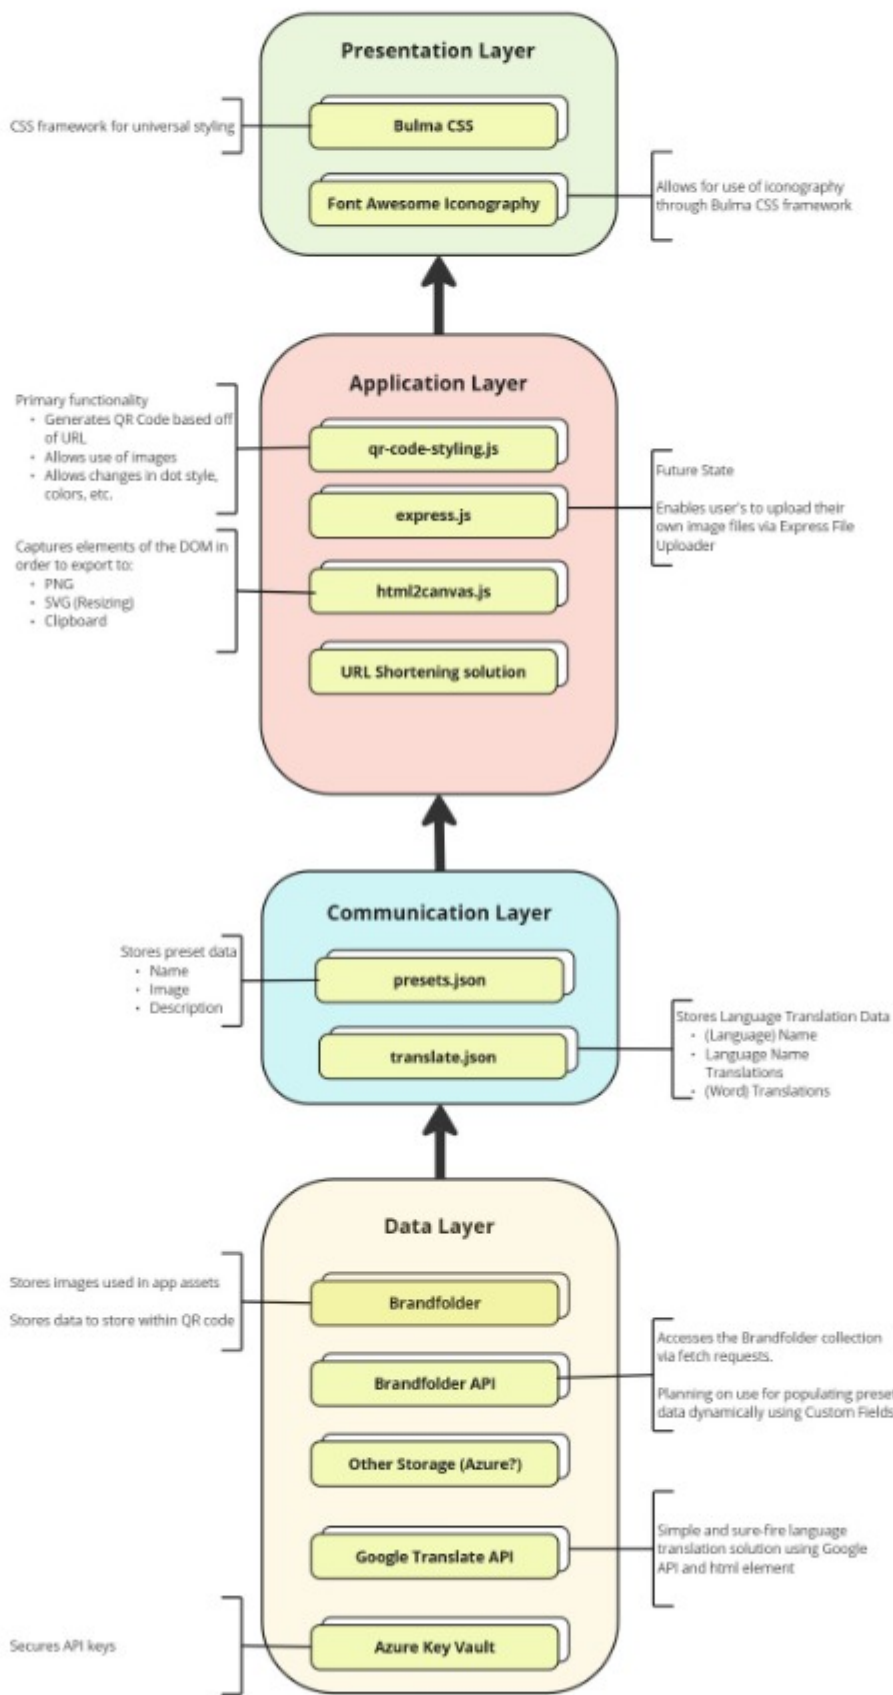 Presentation Layer
CSS framework for universal styling
Bulma CSS
Font Awesome Iconography
Allows for use of iconography
through Bulma CSS framework
Application Layer
Primary functionality
• Generates QR Code based off
of URL
• Allows use of images
• Allows changes in dot style,
colors, etc.
qr-code-styling.js
express.js
Future State
Enables user's to upload their
own image files via Express File
Uploader
Captures elements of the DOM in
order to export to:
• PNG
• SVG (Resizing)
• Clipboard
html2canvas.js
URL Shortening solution
Communication Layer
Stores preset data
• Name
• Image
• Description
presets.json
translate.json
Stores Language Translation Data
• (Language) Name
• Language Name
Translations
• (Word) Translations
Data Layer
Stores images used in app assets
Stores data to store within QR code
Brandfolder
Brandfolder API
Accesses the Brandfolder collection
via fetch requests.
Planning on use for populating preset
data dynamically using Custom Fields
Other Storage (Azure?)
Google Translate API
Simple and sure-fire language
translation solution using Google
API and html element
Secures API keys
Azure Key Vault